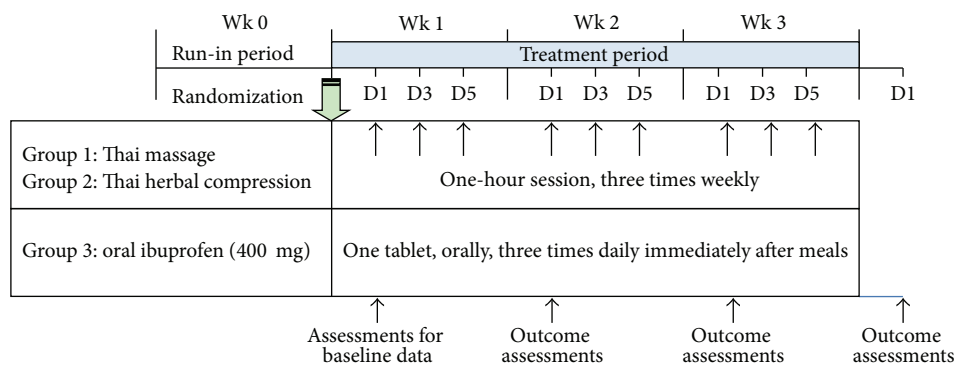 Wk 0
Wk 1
Wk 2
Wk 3
Run-in period
Treatment period
Randomization
D1
D3
D5
D1
D3
D5
D1
D3
D5
D1
Group 1: Thai massage
Group 2: Thai herbal compression
One-hour session, three times weekly
Group 3: oral ibuprofen (400 mg)
One tablet, orally, three times daily immediately after meals
Assessments for
baseline data
Outcome
assessments
Outcome
assessments
Outcome
assessments